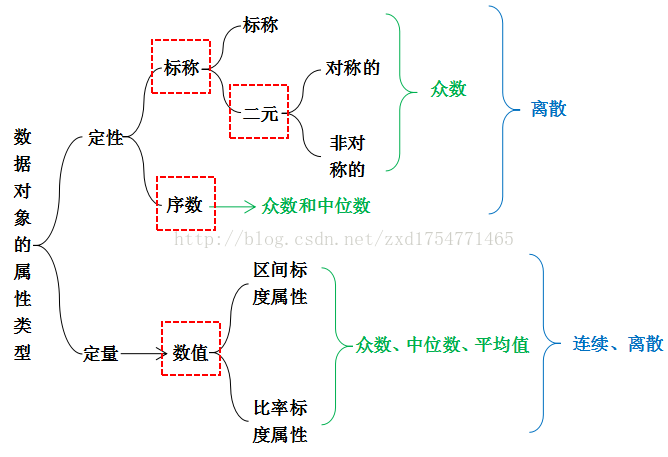 数据对象的属性类型
定性
标称
标称
二元
对称的
非对
称的
众数
离散
序数
众数和中位数
http://blog.csdn.net/zxd1754771465
定量
数值
区间标
度属性
比率标
度属性
众数、中位数、平均值
连续、离散